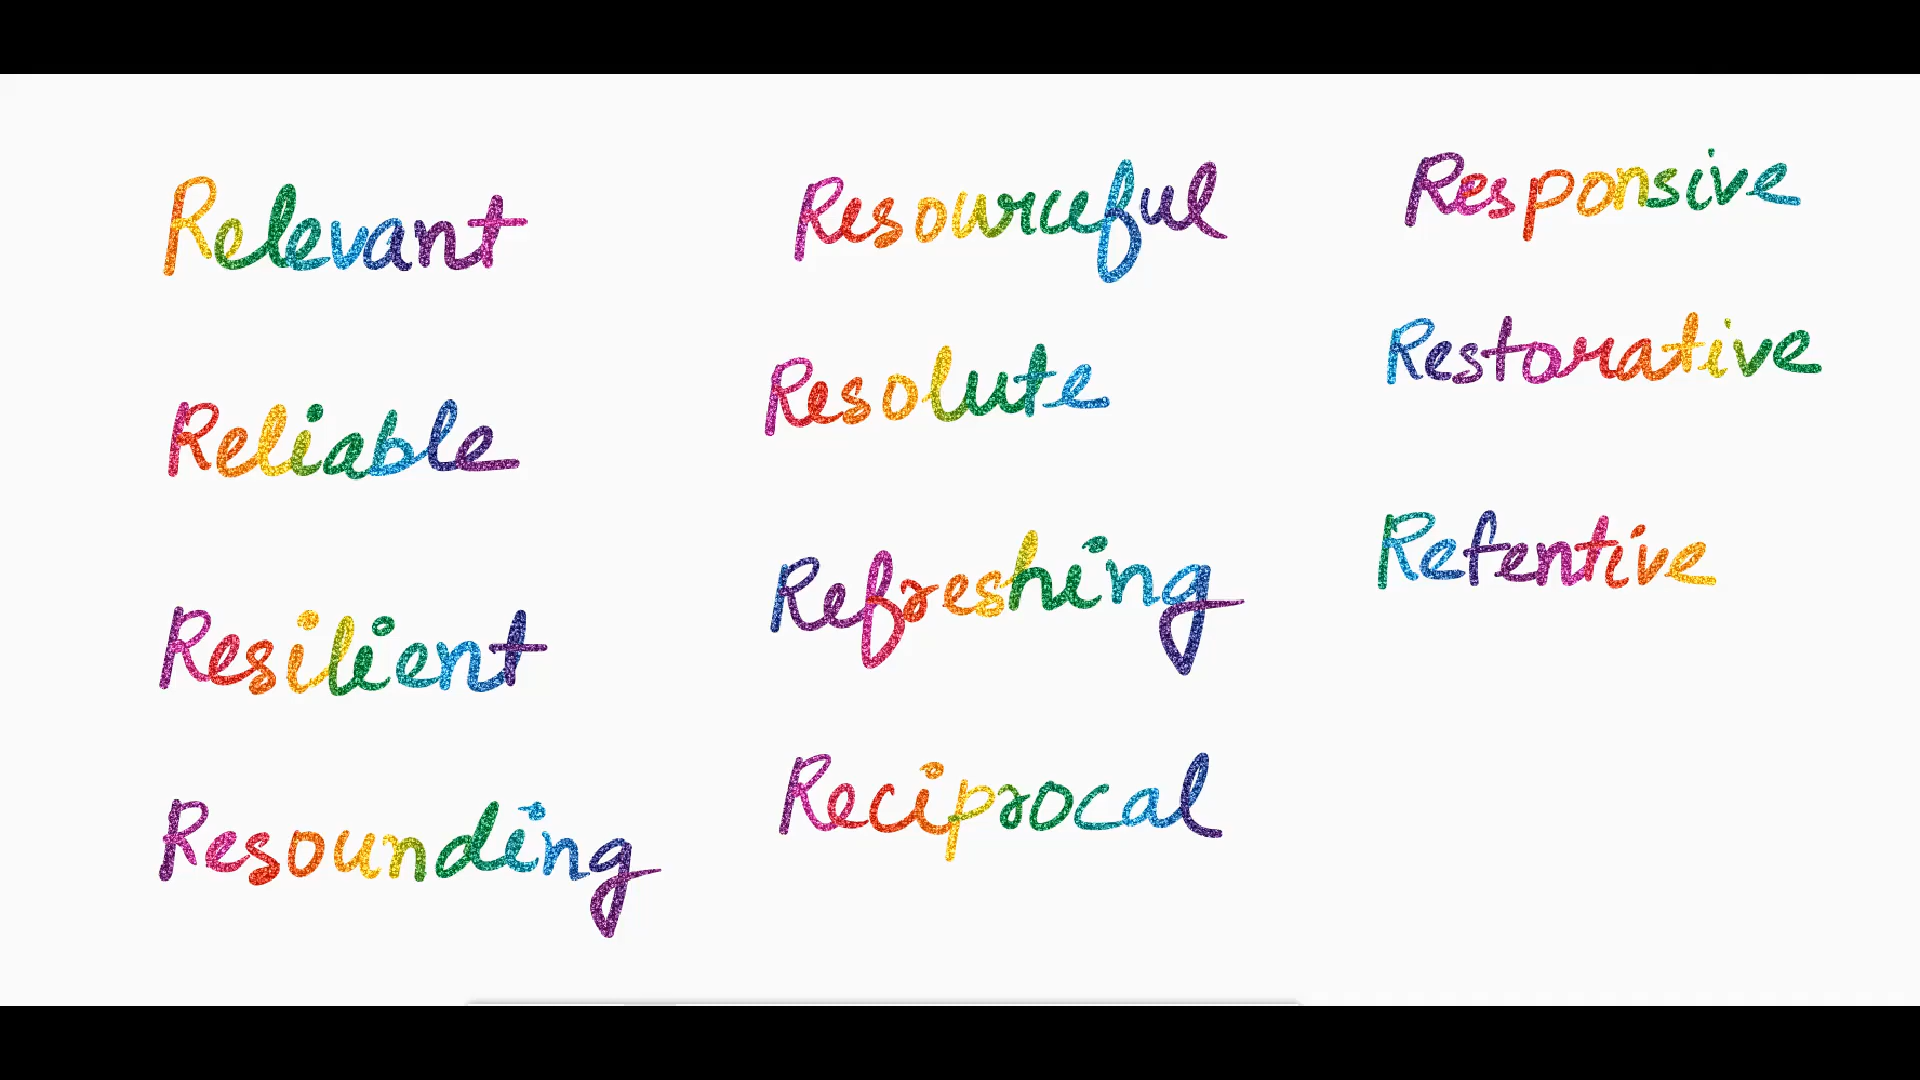 Relevant
Reliable
Resilient
Resounding
Resourceful
Resolute
Refreshing
Reciprocal
Responsive
Restorative
Retentive